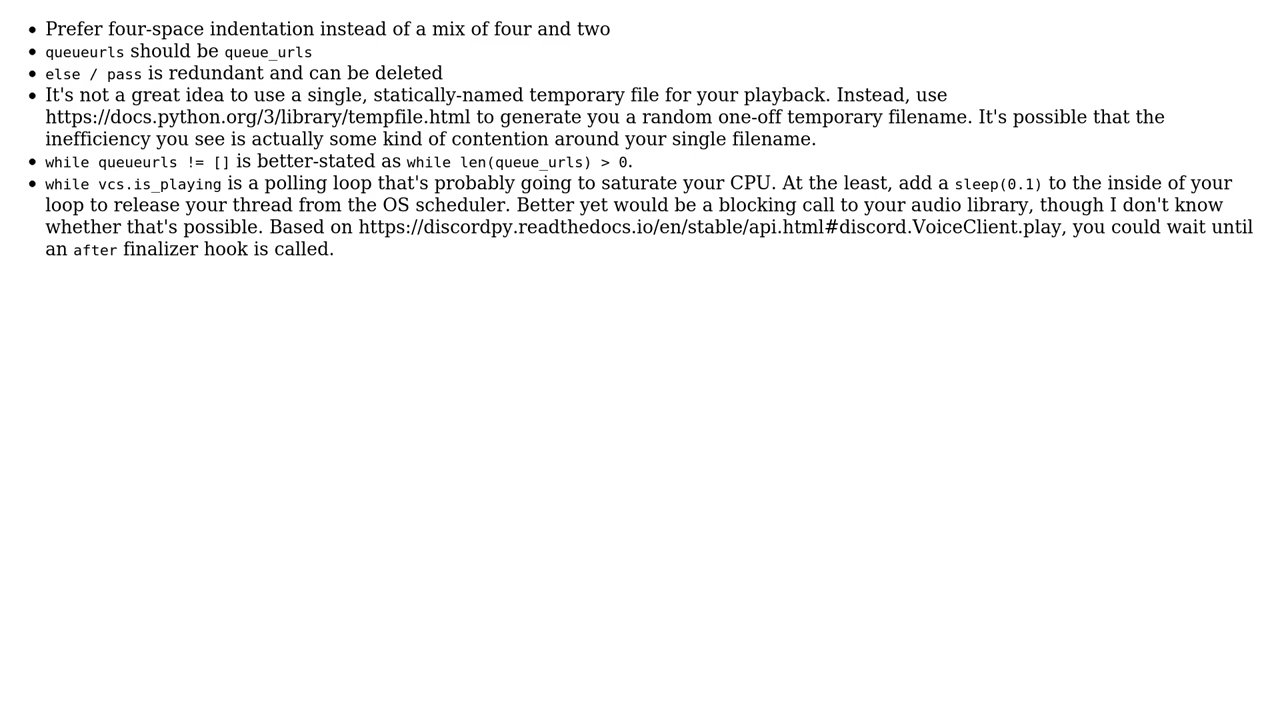 Prefer four-space indentation instead of a mix of four and two
queueurls should be queue_urls
else / pass is redundant and can be deleted
It's not a great idea to use a single, statically-named temporary file for your playback. Instead, use
https://docs.python.org/3/library/tempfile.html to generate you a random one-off temporary filename. It's possible that the
inefficiency you see is actually some kind of contention around your single filename.
while queueurls != [] is better-stated as while len(queue_urls) > 0.
while vcs.is_playing is a polling loop that's probably going to saturate your CPU. At the least, add a sleep(0.1) to the inside of your
loop to release your thread from the OS scheduler. Better yet would be a blocking call to your audio library, though I don't know
whether that's possible. Based on https://discordpy.readthedocs.io/en/stable/api.html#discord.VoiceClient.play, you could wait until
an after finalizer hook is called.